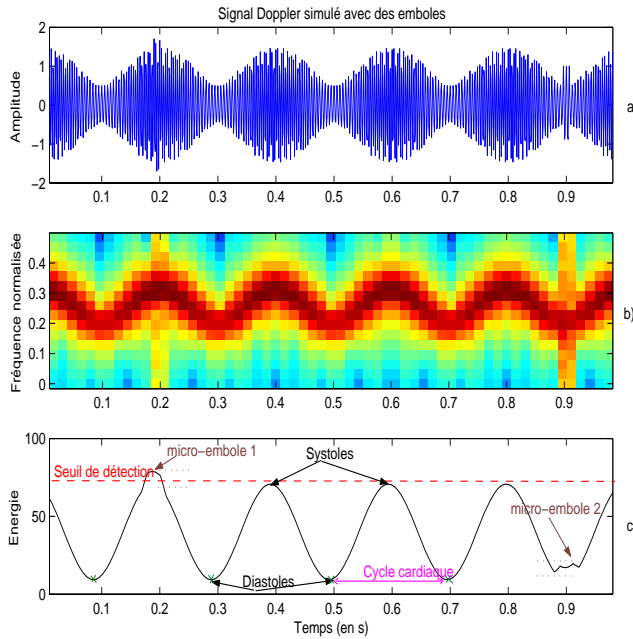 Signal Doppler simulé avec des emboles
2
1
0
−1
−2
Amplitude
a
0.1 0.2 0.3 0.4 0.5 0.6 0.7 0.8 0.9
0.4
0.3
0.2
0.1
0
Fréquence normalisée
b)
0.1 0.2 0.3 0.4 0.5 0.6 0.7 0.8 0.9
100
50
0
Energie
micro−embole 1
Seuil de détection
Systoles
micro−embole 2
c
Diastoles
Cycle cardiaque
0.1 0.2 0.3 0.4 0.5 0.6 0.7 0.8 0.9
Temps (en s)